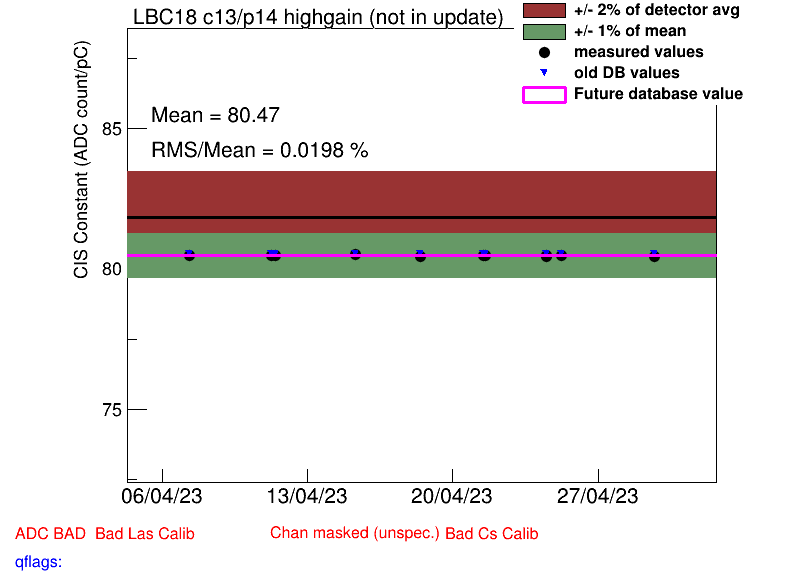 LBC18 c13/p14 highgain (not in update)
+/- 2% of detector avg
+/- 1% of mean
measured values
old DB values
Future database value
CIS Constant (ADC count/pC)
Mean = 80.47
RMS/Mean = 0.0198 %
85
80
75
06/04/23 13/04/23 20/04/23 27/04/23
ADC BAD Bad Las Calib Chan masked (unspec.) Bad Cs Calib
qflags: